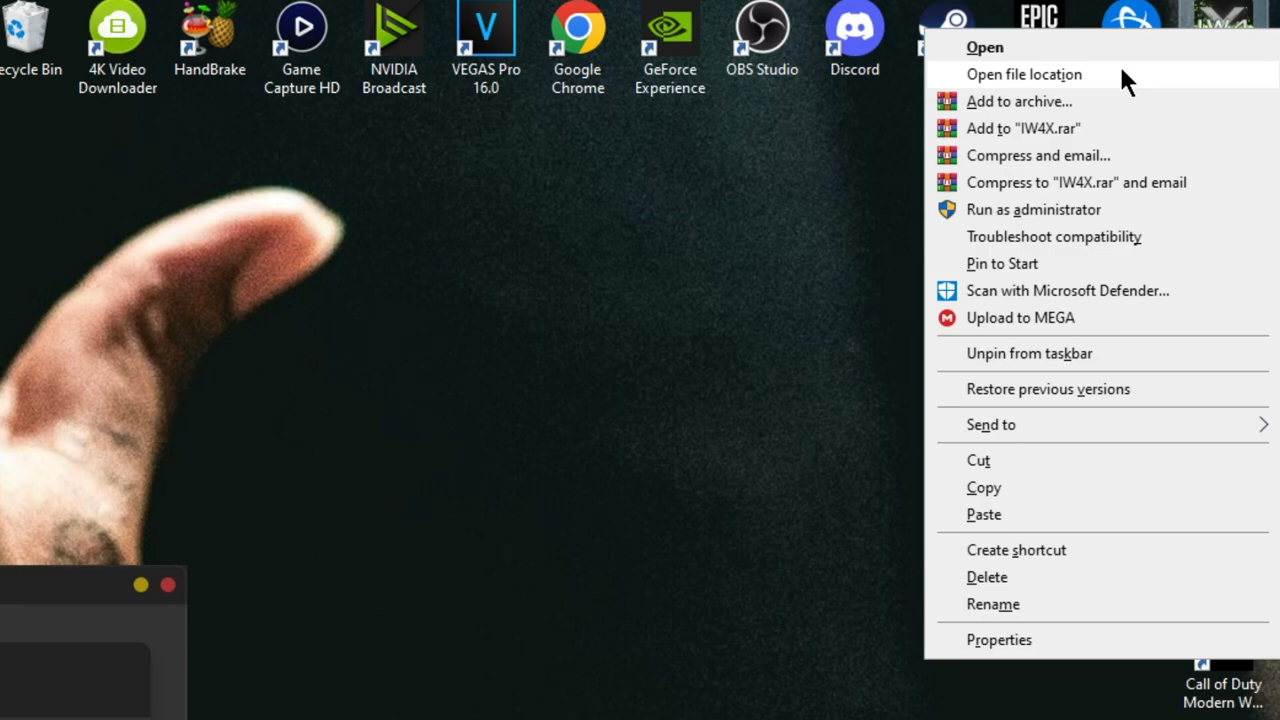 ecycle Bin
4K Video
Downloader
HandBrake
Game
Capture HD
NVIDIA
Broadcast
V
VEGAS Pro
16.0
Google
Chrome
GeForce
Experience
OBS Studio
Discord
EPIC
IW4
Open
Open file location
Add to archive...
Add to "IW4X.rar"
Compress and email...
Compress to "IW4X.rar" and email
Run as administrator
Troubleshoot compatibility
Pin to Start
Scan with Microsoft Defender...
M
Upload to MEGA
Unpin from taskbar
Restore previous versions
Send to
Cut
Copy
Paste
Create shortcut
Delete
Rename
Properties
Call of Duty
Modern W...